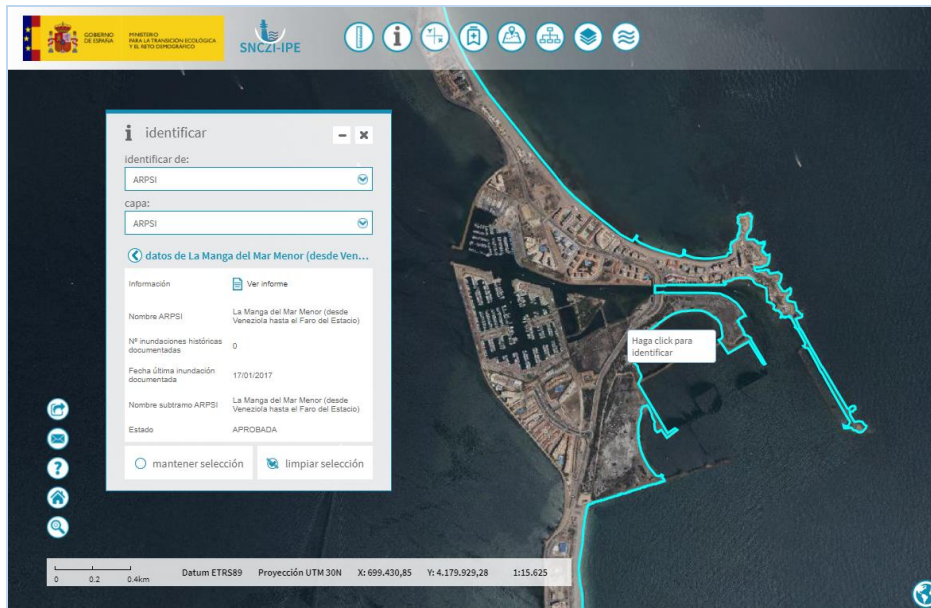 GOBIERNO
DE ESPAÑA
MINISTERIO
PARA LA TRANSICIÓN ECOLÓGICA
Y EL RETO DEMOGRÁFICO
SNCZI-IPE
identificar
identificar de:
ARPSI
capa:
ARPSI
datos de La Manga del Mar Menor (desde Ven...
Información
Ver informe
Nombre ARPSI
La Manga del Mar Menor (desde
Veneziola hasta el Faro del Estacio)
Nº inundaciones históricas
documentadas
0
Fecha última inundación
documentada
17/01/2017
Nombre subtramo ARPSI
La Manga del Mar Menor (desde
Veneziola hasta el Faro del Estacio)
Estado
APROBADA
mantener selección
limpiar selección
Haga click para
identificar
0 0.2 0.4km
Datum ETRS89 Proyección UTM 30N X: 699.430,85 Y: 4.179.929,28 1:15.625